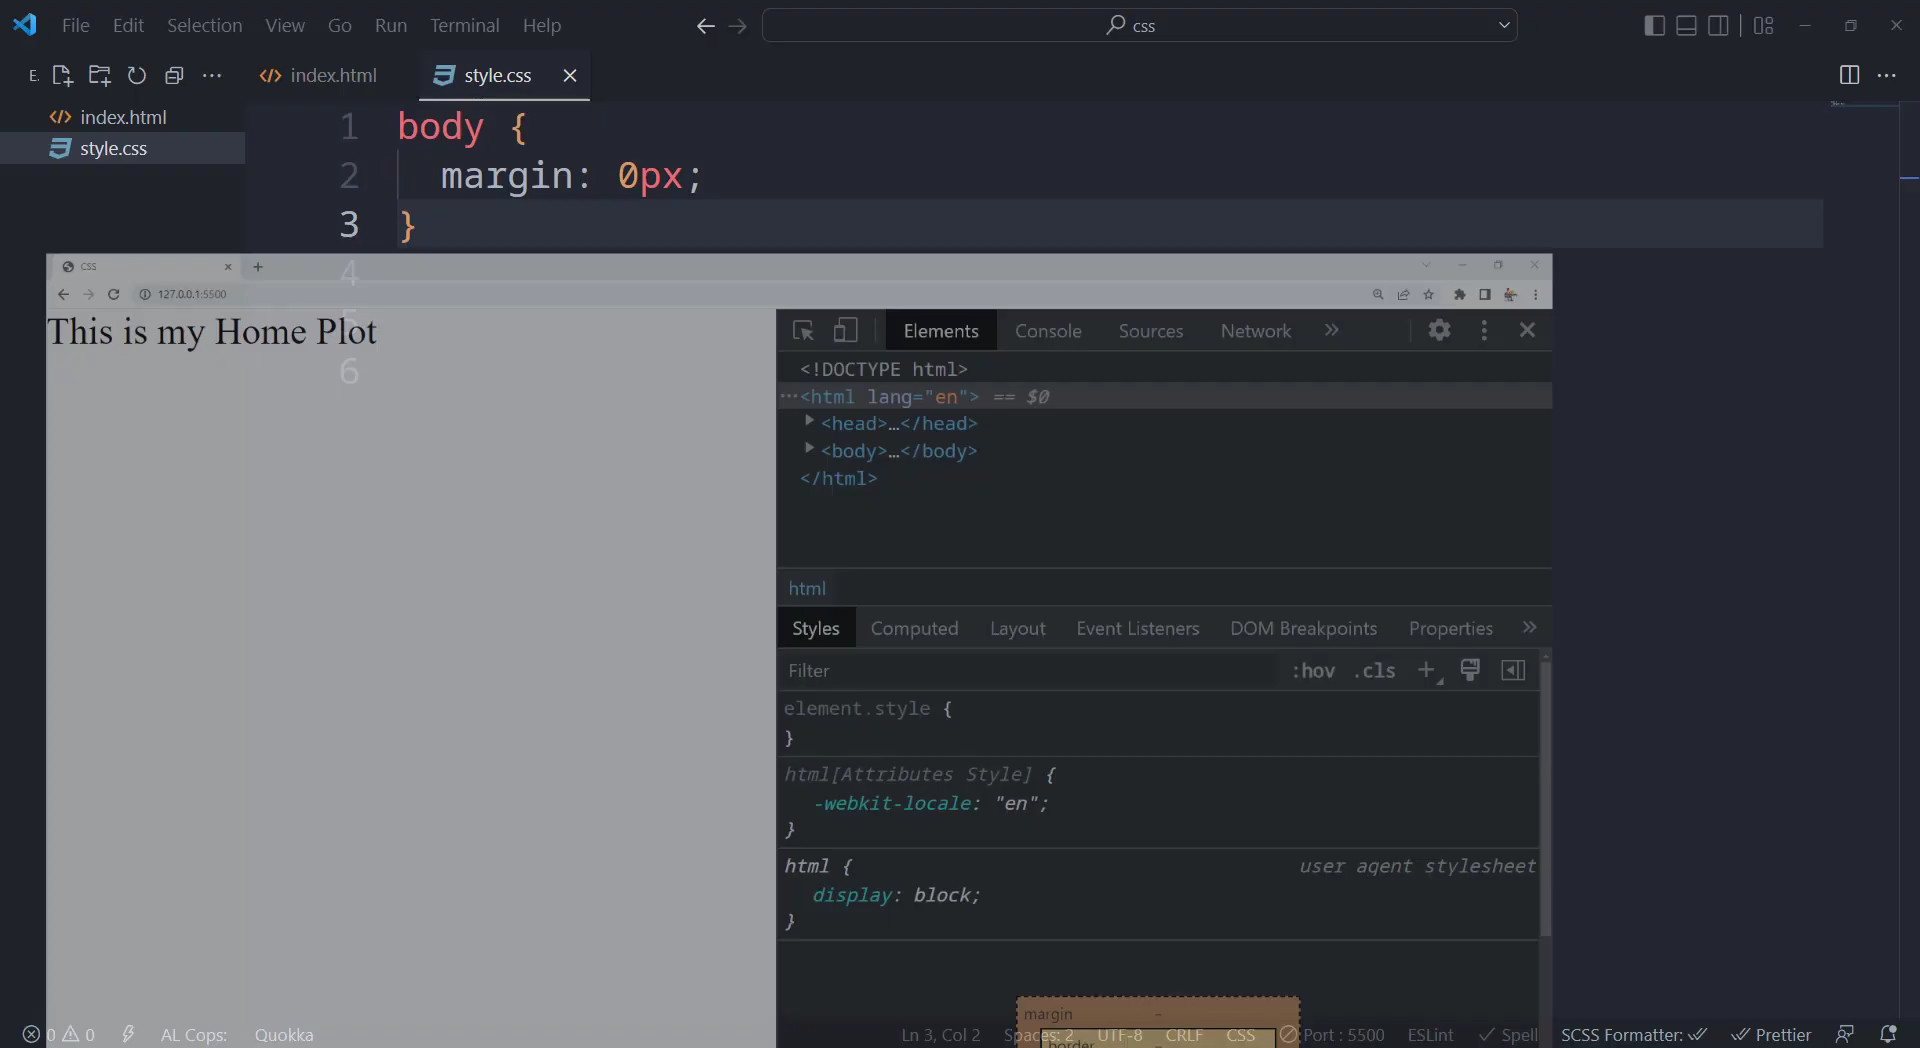 File Edit Selection View Go Run Terminal Help
css
E.
index.html
style.css
index.html
style.css
1 body {
2 margin: 0px;
3 }
4
5
6
CSS
127.0.0.1:5500
This is my Home Plot
Elements Console Sources Network
<!DOCTYPE html>
<html lang="en"> == $0
<head>…</head>
<body>…</body>
</html>
html
Styles Computed Layout Event Listeners DOM Breakpoints Properties
Filter
:hov .cls
element.style {
}
html[Attributes Style] {
-webkit-locale: "en";
}
html { user agent stylesheet
display: block;
}
margin -
border
0 0 AL Cops: Quokka Ln 3, Col 2 Spaces: 2 UTF-8 CRLF CSS Port : 5500 ESLint Spell SCSS Formatter: Prettier